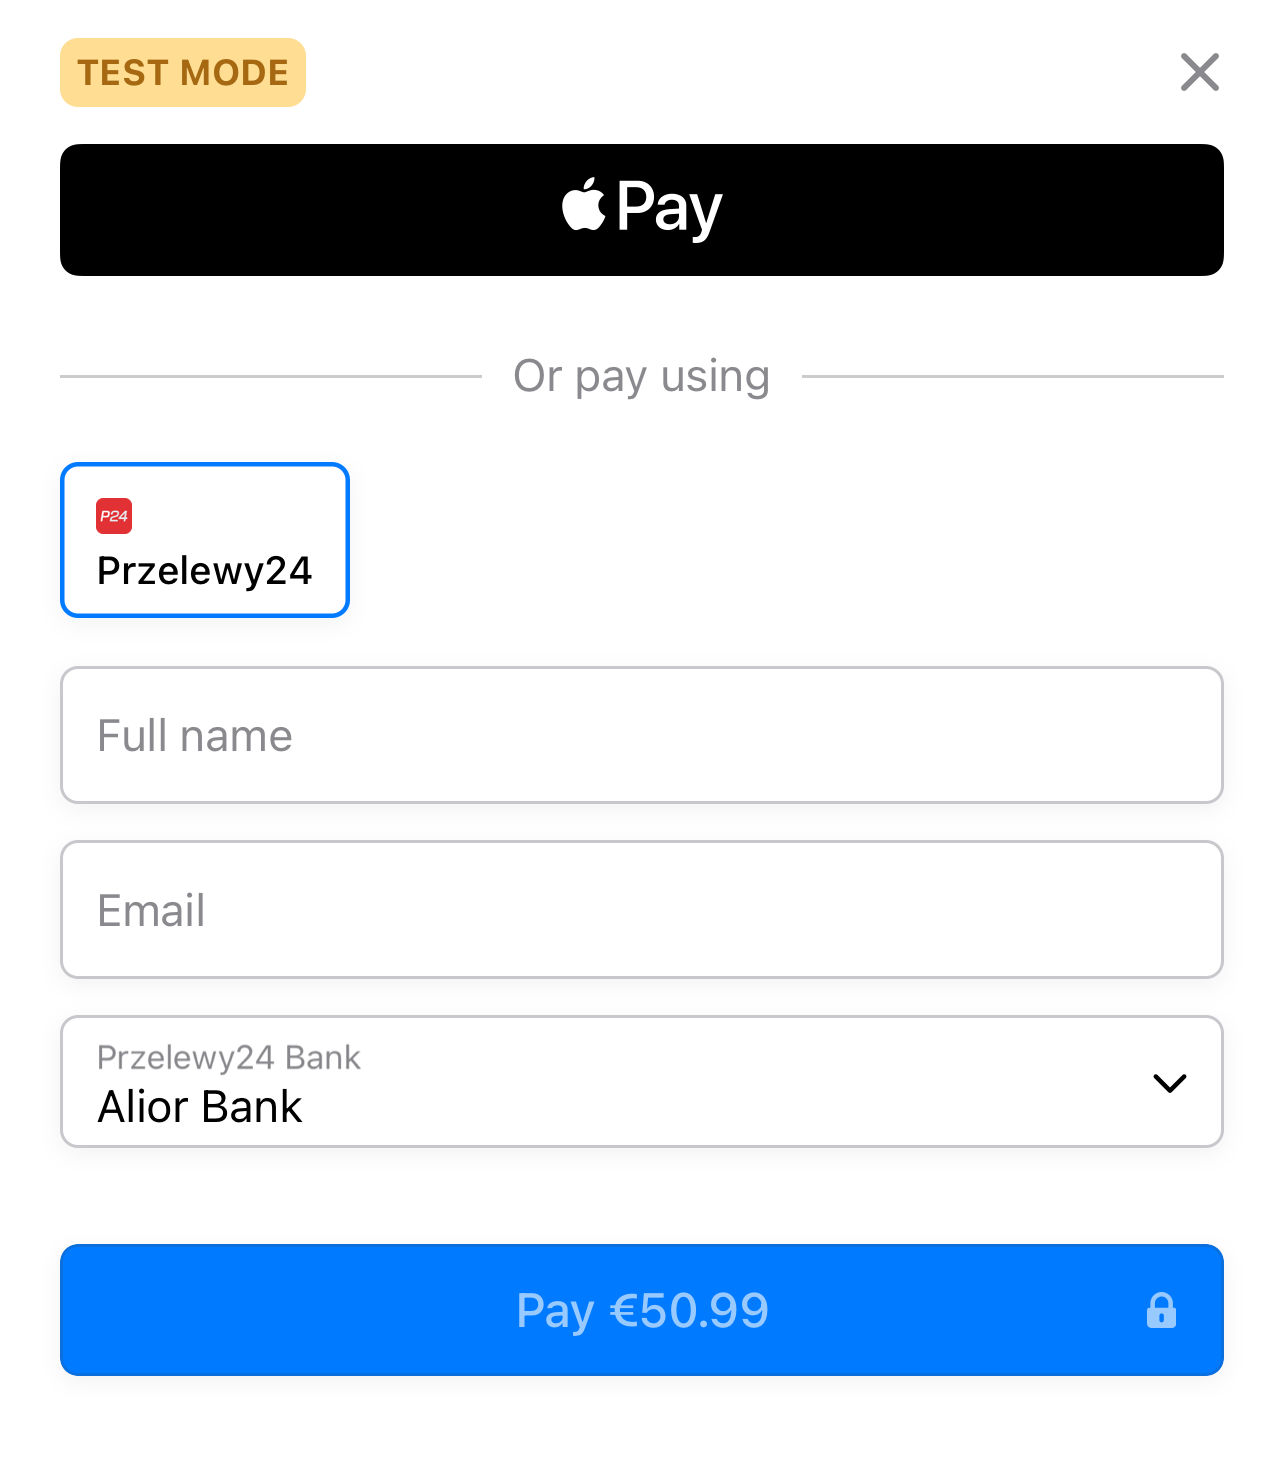 TEST MODE
Pay
Or pay using
P24
Przelewy24
Full name
Email
Przelewy24 Bank
Alior Bank
Pay €50.99